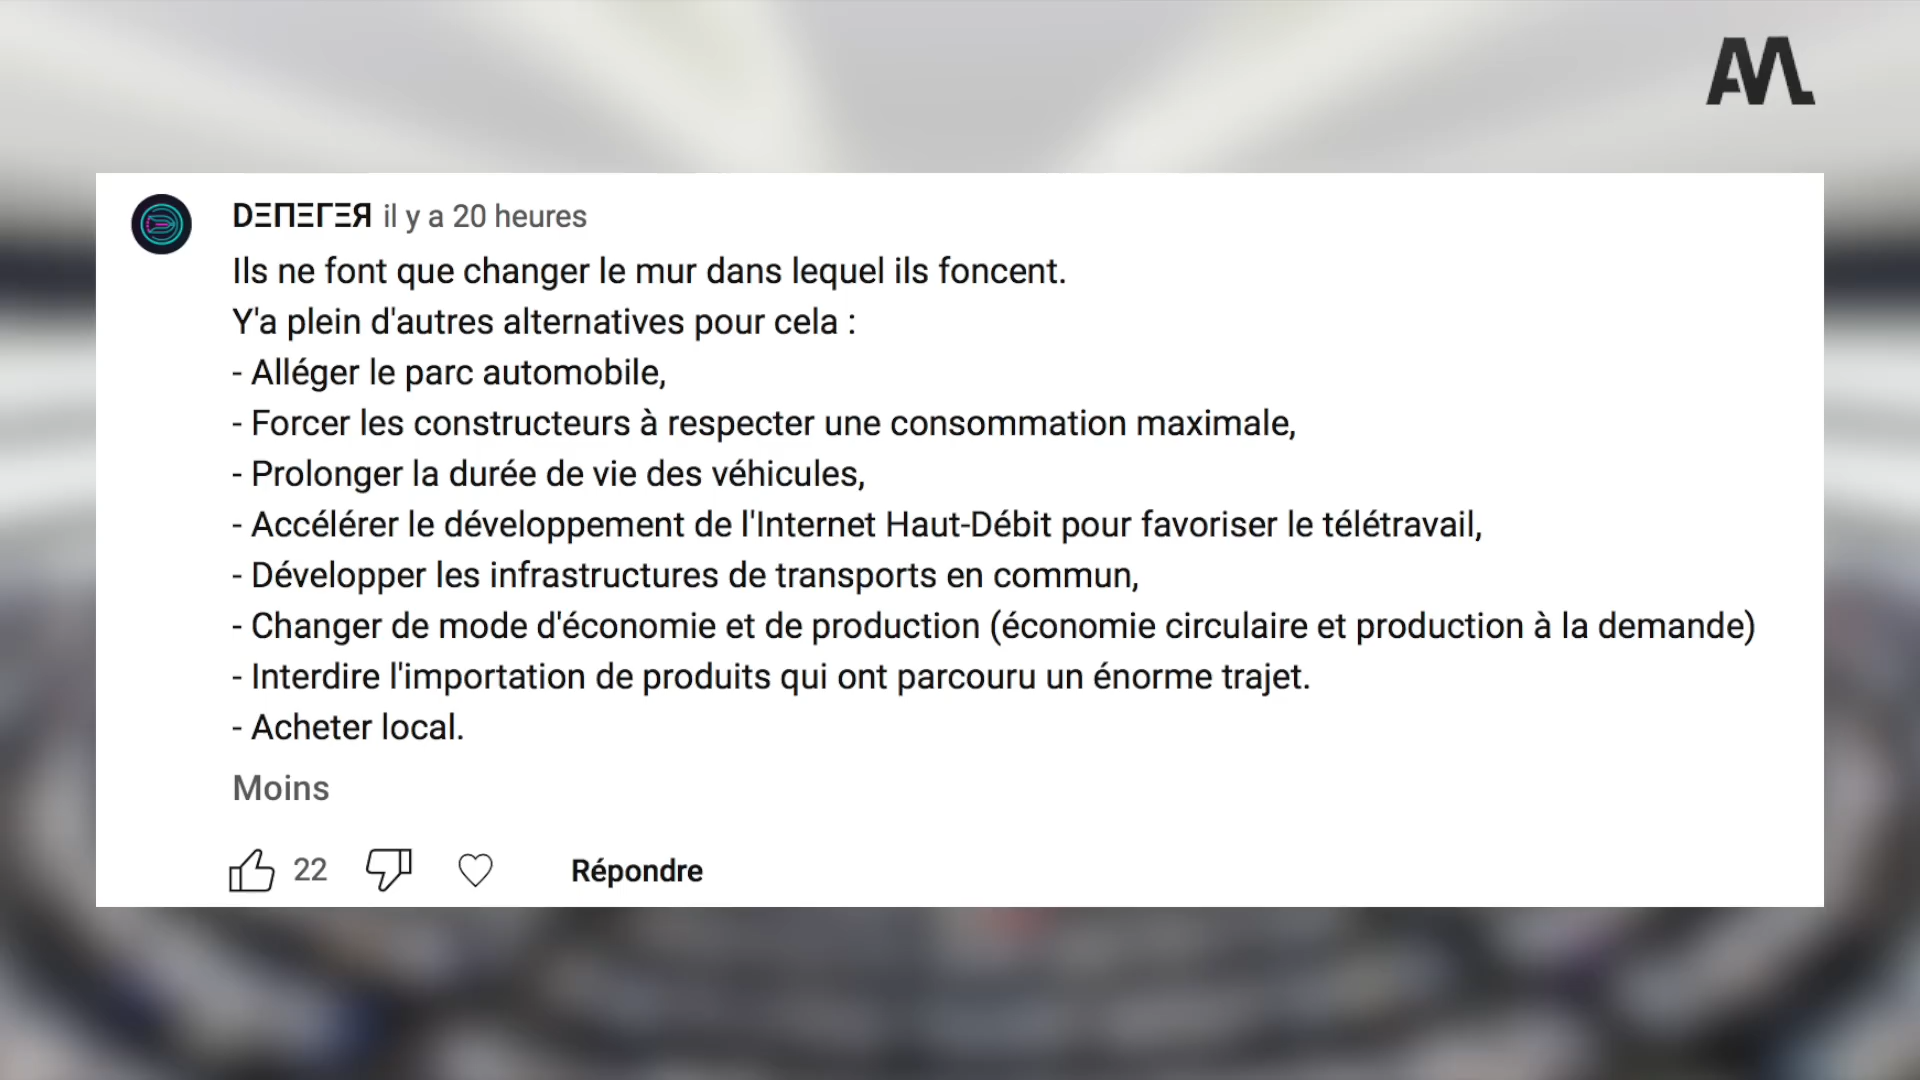 AML
DΞΠΞΓΞЯ il y a 20 heures
Ils ne font que changer le mur dans lequel ils foncent.
Y'a plein d'autres alternatives pour cela :
- Alléger le parc automobile,
- Forcer les constructeurs à respecter une consommation maximale,
- Prolonger la durée de vie des véhicules,
- Accélérer le développement de l'Internet Haut-Débit pour favoriser le télétravail,
- Développer les infrastructures de transports en commun,
- Changer de mode d'économie et de production (économie circulaire et production à la demande)
- Interdire l'importation de produits qui ont parcouru un énorme trajet.
- Acheter local.
Moins
22 Répondre